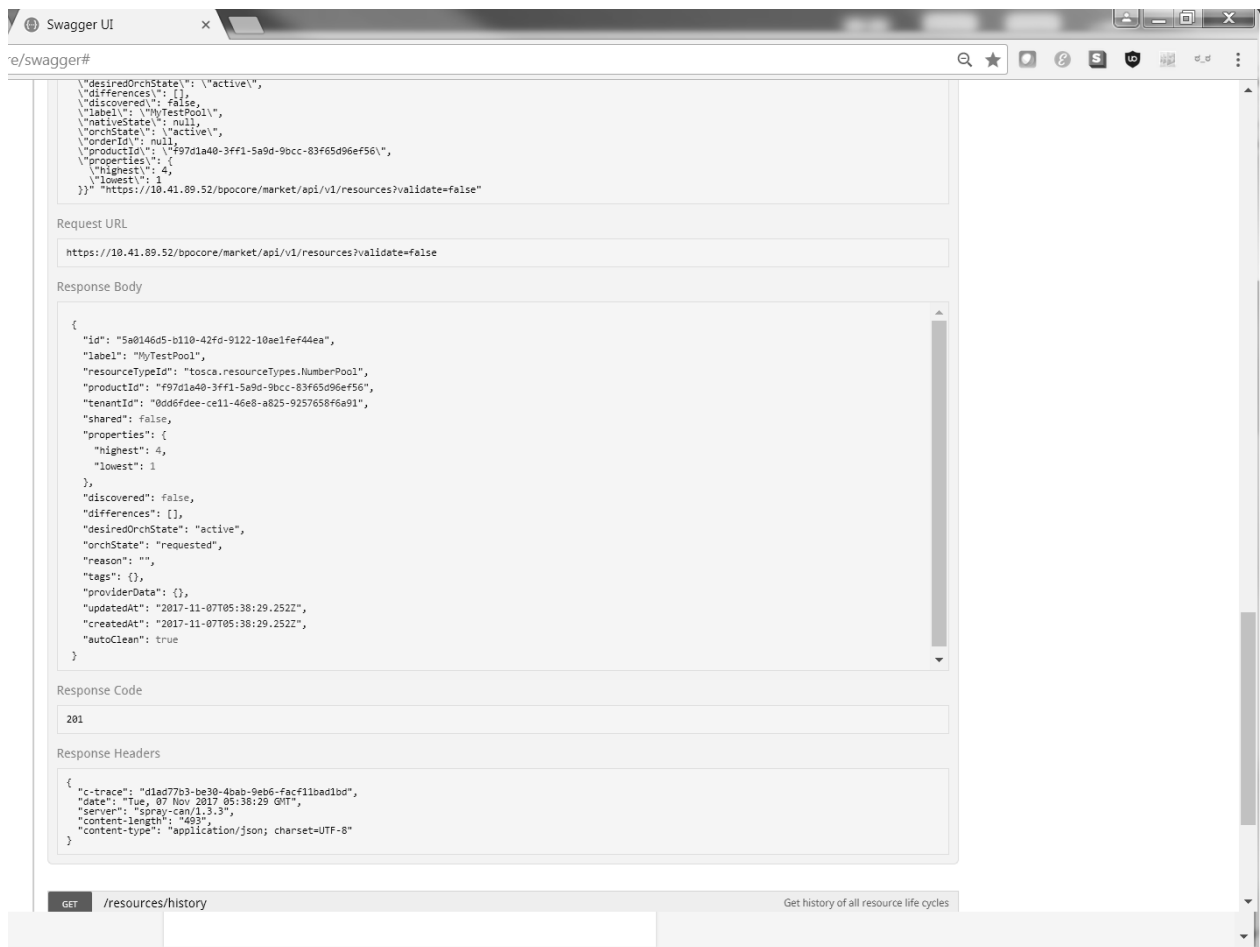 Swagger UI
re/swagger#
\"desiredOrchState\": \"active\",
\"differences\": [],
\"discovered\": false,
\"label\": \"MyTestPool\",
\"nativeState\": null,
\"orchState\": \"active\",
\"orderId\": null,
\"productId\": \"f97d1a40-3ff1-5a9d-9bcc-83f65d96ef56\",
\"properties\": {
\"highest\": 4,
\"lowest\": 1
}}" "https://10.41.89.52/bpocore/market/api/v1/resources?validate=false"
Request URL
https://10.41.89.52/bpocore/market/api/v1/resources?validate=false
Response Body
{
"id": "5a0146d5-b110-42fd-9122-10ae1fef44ea",
"label": "MyTestPool",
"resourceTypeId": "tosca.resourceTypes.NumberPool",
"productId": "f97d1a40-3ff1-5a9d-9bcc-83f65d96ef56",
"tenantId": "0dd6fdee-ce11-46e8-a825-9257658f6a91",
"shared": false,
"properties": {
"highest": 4,
"lowest": 1
},
"discovered": false,
"differences": [],
"desiredOrchState": "active",
"orchState": "requested",
"reason": "",
"tags": {},
"providerData": {},
"updatedAt": "2017-11-07T05:38:29.252Z",
"createdAt": "2017-11-07T05:38:29.252Z",
"autoClean": true
}
Response Code
201
Response Headers
{
"c-trace": "d1ad77b3-be30-4bab-9eb6-facf11bad1bd",
"date": "Tue, 07 Nov 2017 05:38:29 GMT",
"server": "spray-can/1.3.3",
"content-length": "493",
"content-type": "application/json; charset=UTF-8"
}
GET /resources/history Get history of all resource life cycles